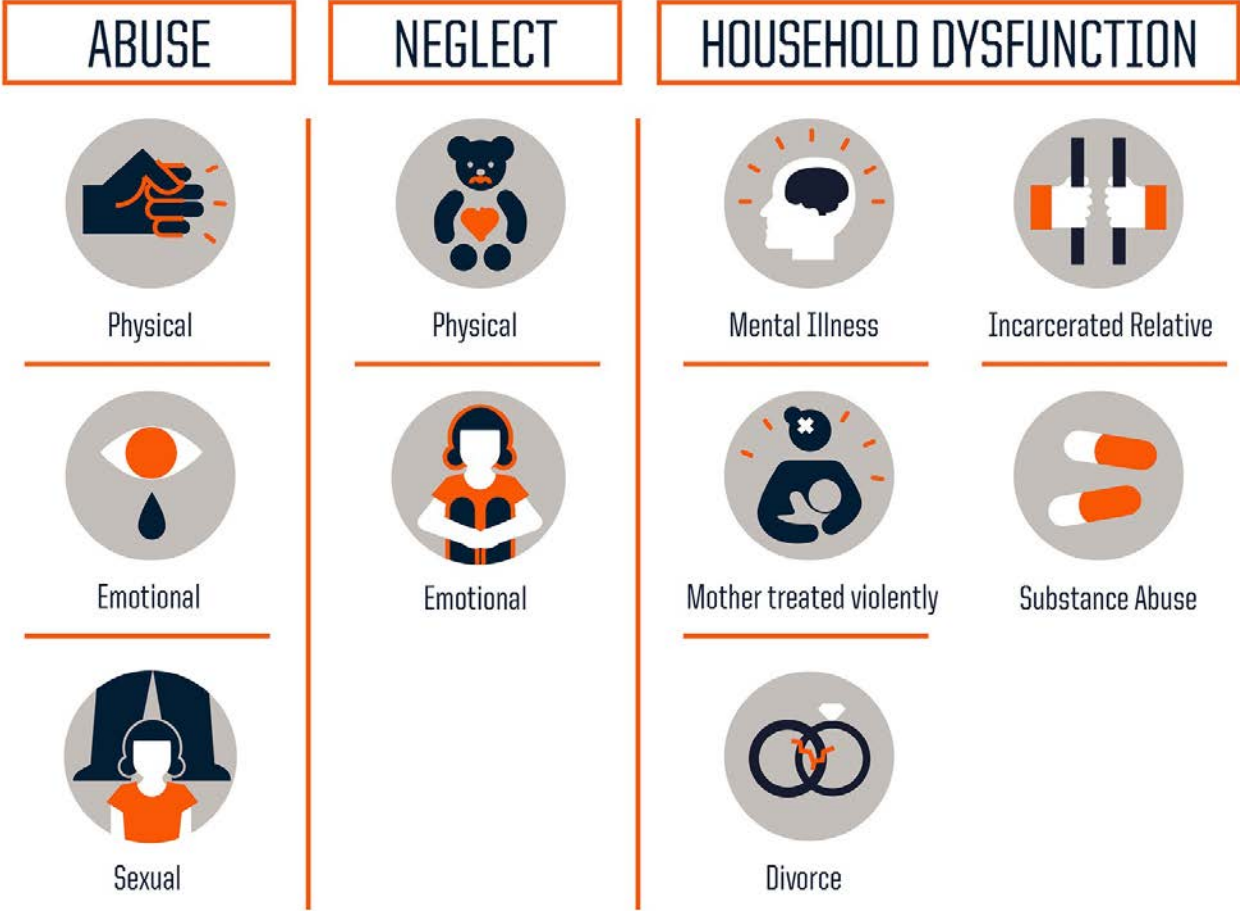 ABUSE
Physical
Emotional
Sexual
NEGLECT
Physical
Emotional
HOUSEHOLD DYSFUNCTION
Mental Illness
Incarcerated Relative
Mother treated violently
Substance Abuse
Divorce